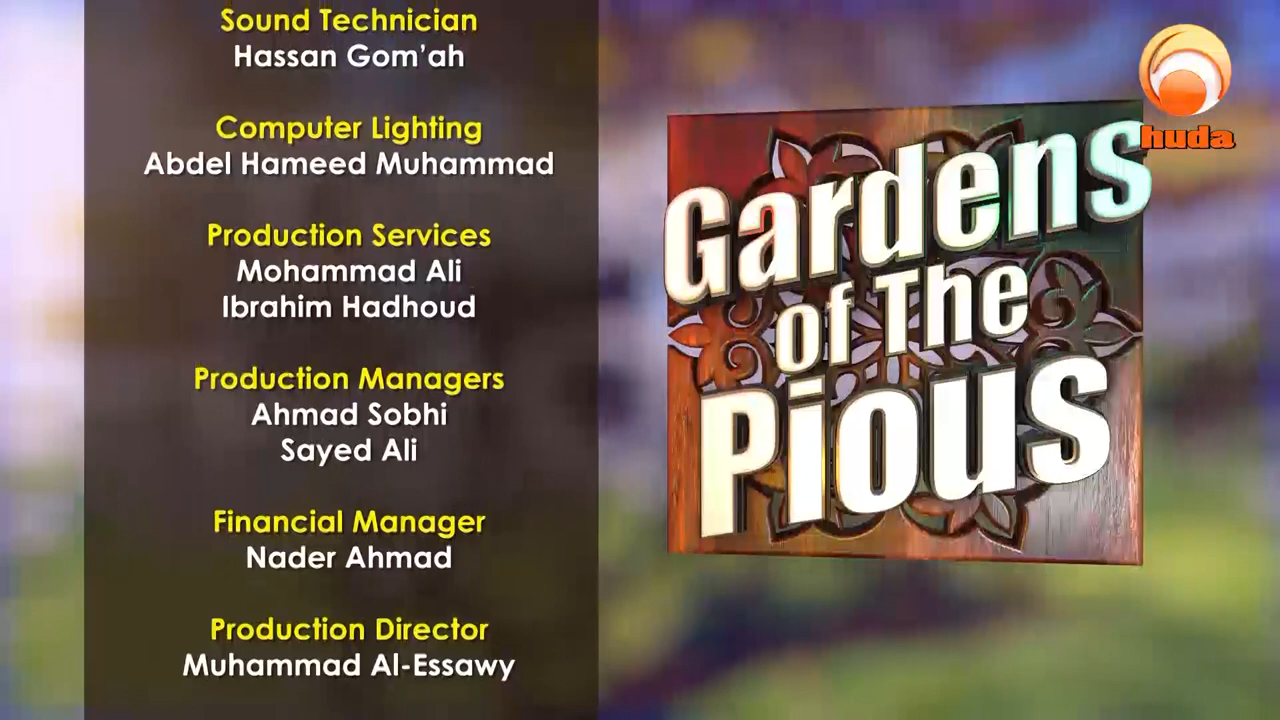 Sound Technician
Hassan Gom’ah
Computer Lighting
Abdel Hameed Muhammad
Production Services
Mohammad Ali
Ibrahim Hadhoud
Production Managers
Ahmad Sobhi
Sayed Ali
Financial Manager
Nader Ahmad
Production Director
Muhammad Al-Essawy
Gardens
of The
Pious
huda